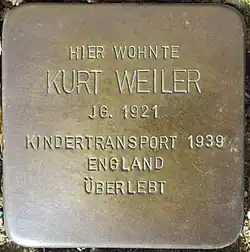 HIER WOHNTE
KURT WEILER
JG. 1921
KINDERTRANSPORT 1939
ENGLAND
ÜBERLEBT